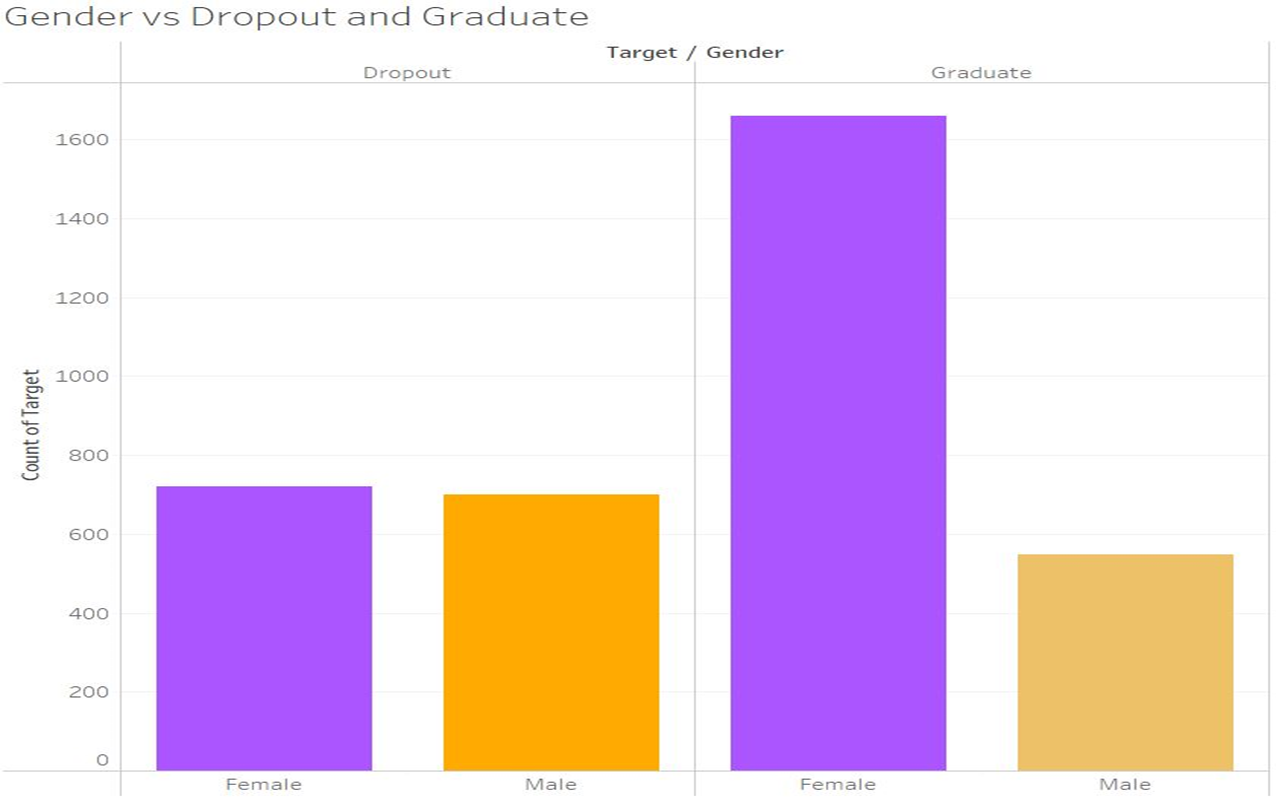 Gender vs Dropout and Graduate
Target / Gender
Dropout Graduate
1600
1400
1200
1000
800
600
400
200
0
Count of Target
Female Male Female Male